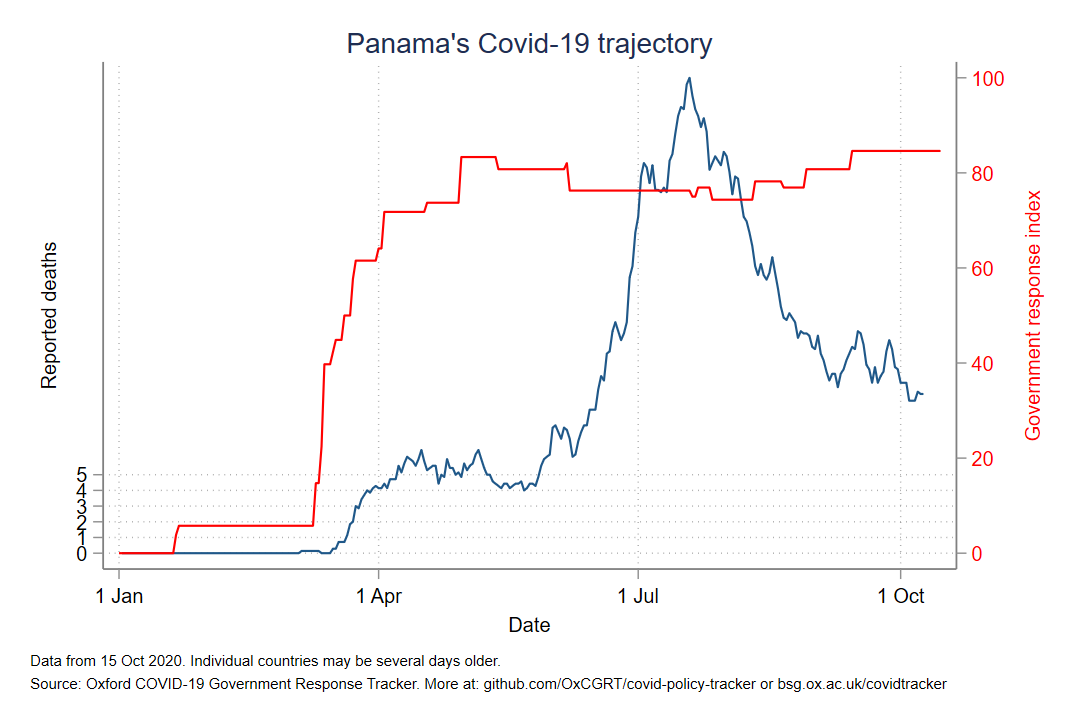 Panama's Covid-19 trajectory
Reported deaths
5
4
3
2
1
0
100
80
60
40
20
0
Government response index
1 Jan
1 Apr
1 Jul
1 Oct
Date
Data from 15 Oct 2020. Individual countries may be several days older.
Source: Oxford COVID-19 Government Response Tracker. More at: github.com/OxCGRT/covid-policy-tracker or bsg.ox.ac.uk/covidtracker